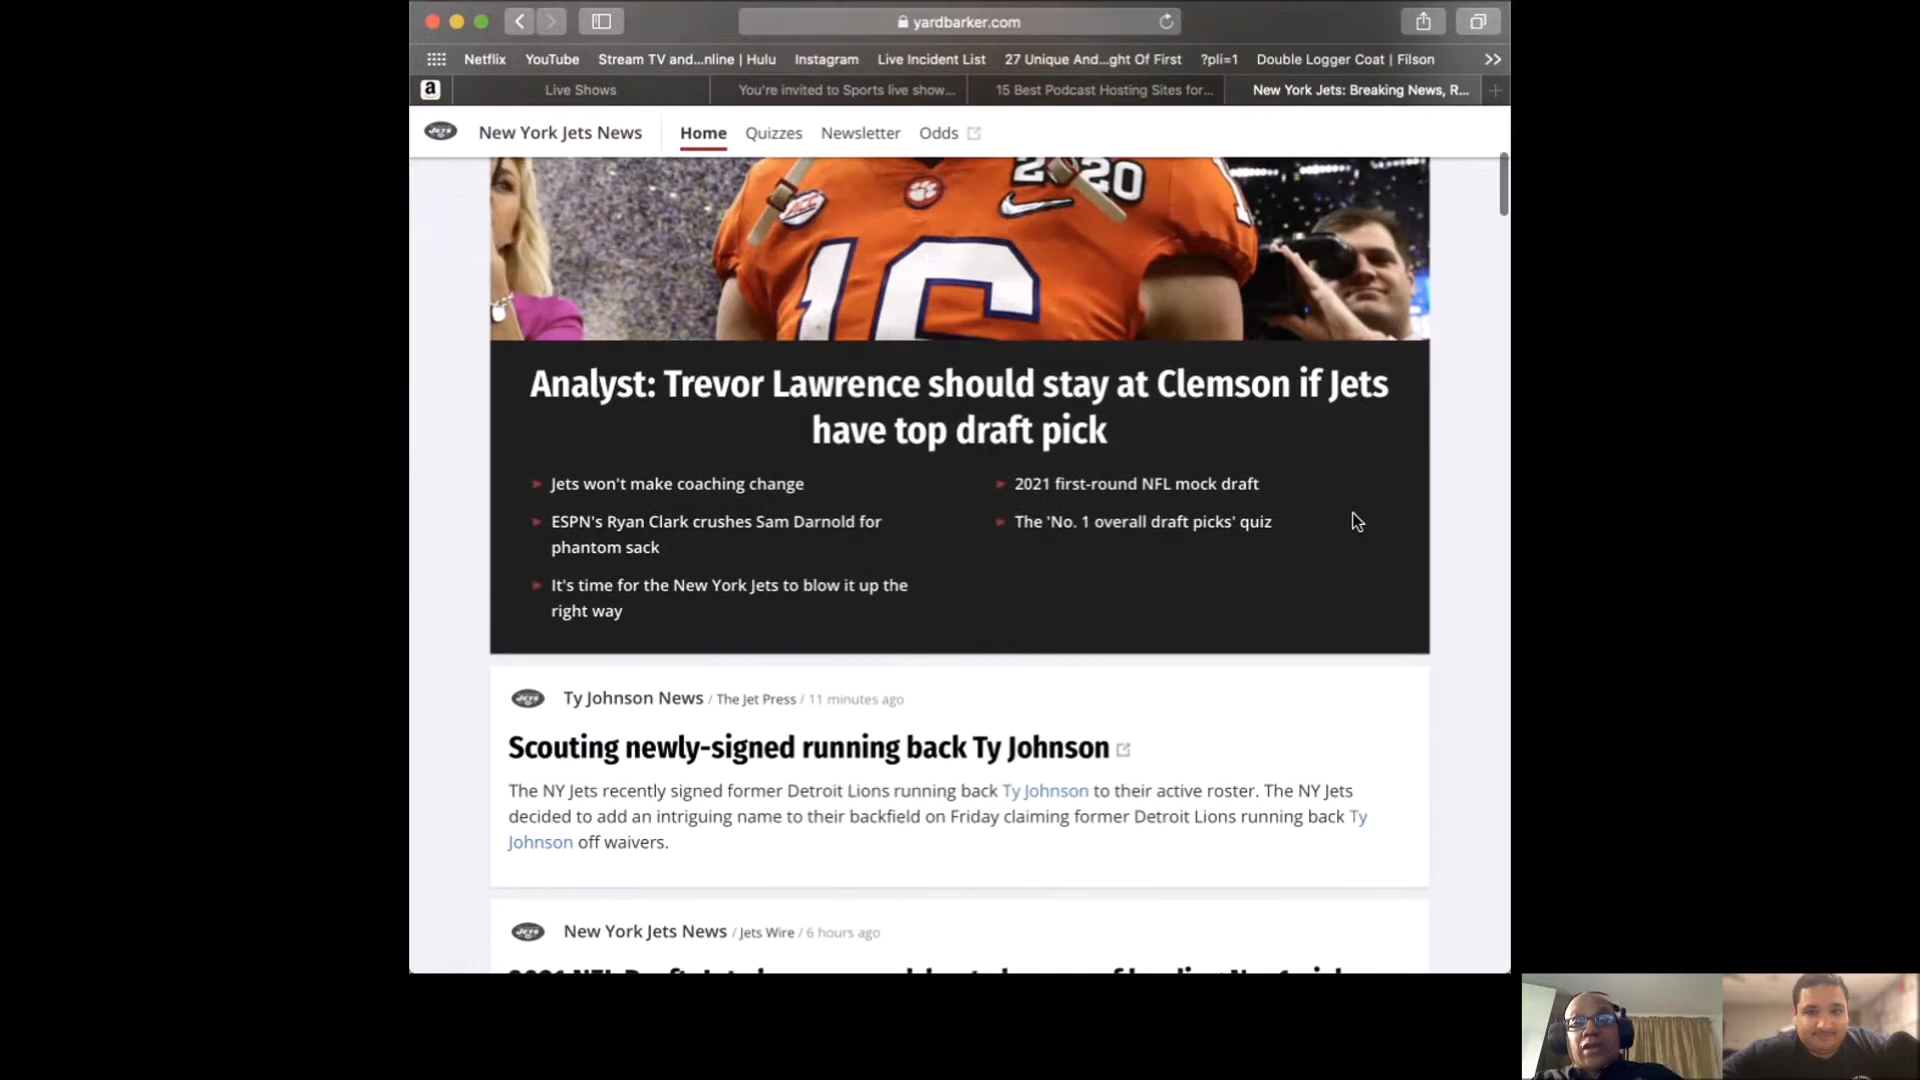 yardbarker.com
Netflix YouTube Stream TV and...nline | Hulu Instagram Live Incident List 27 Unique And...ght Of First ?pli=1 Double Logger Coat | Filson
a Live Shows You're invited to Sports live show... 15 Best Podcast Hosting Sites for... New York Jets: Breaking News, R...
JETS New York Jets News Home Quizzes Newsletter Odds
2020
ACC
16
Analyst: Trevor Lawrence should stay at Clemson if Jets
have top draft pick
Jets won't make coaching change
ESPN's Ryan Clark crushes Sam Darnold for
phantom sack
It's time for the New York Jets to blow it up the
right way
2021 first-round NFL mock draft
The 'No. 1 overall draft picks' quiz
JETS Ty Johnson News / The Jet Press / 11 minutes ago
Scouting newly-signed running back Ty Johnson
The NY Jets recently signed former Detroit Lions running back Ty Johnson to their active roster. The NY Jets
decided to add an intriguing name to their backfield on Friday claiming former Detroit Lions running back Ty
Johnson off waivers.
JETS New York Jets News / Jets Wire / 6 hours ago